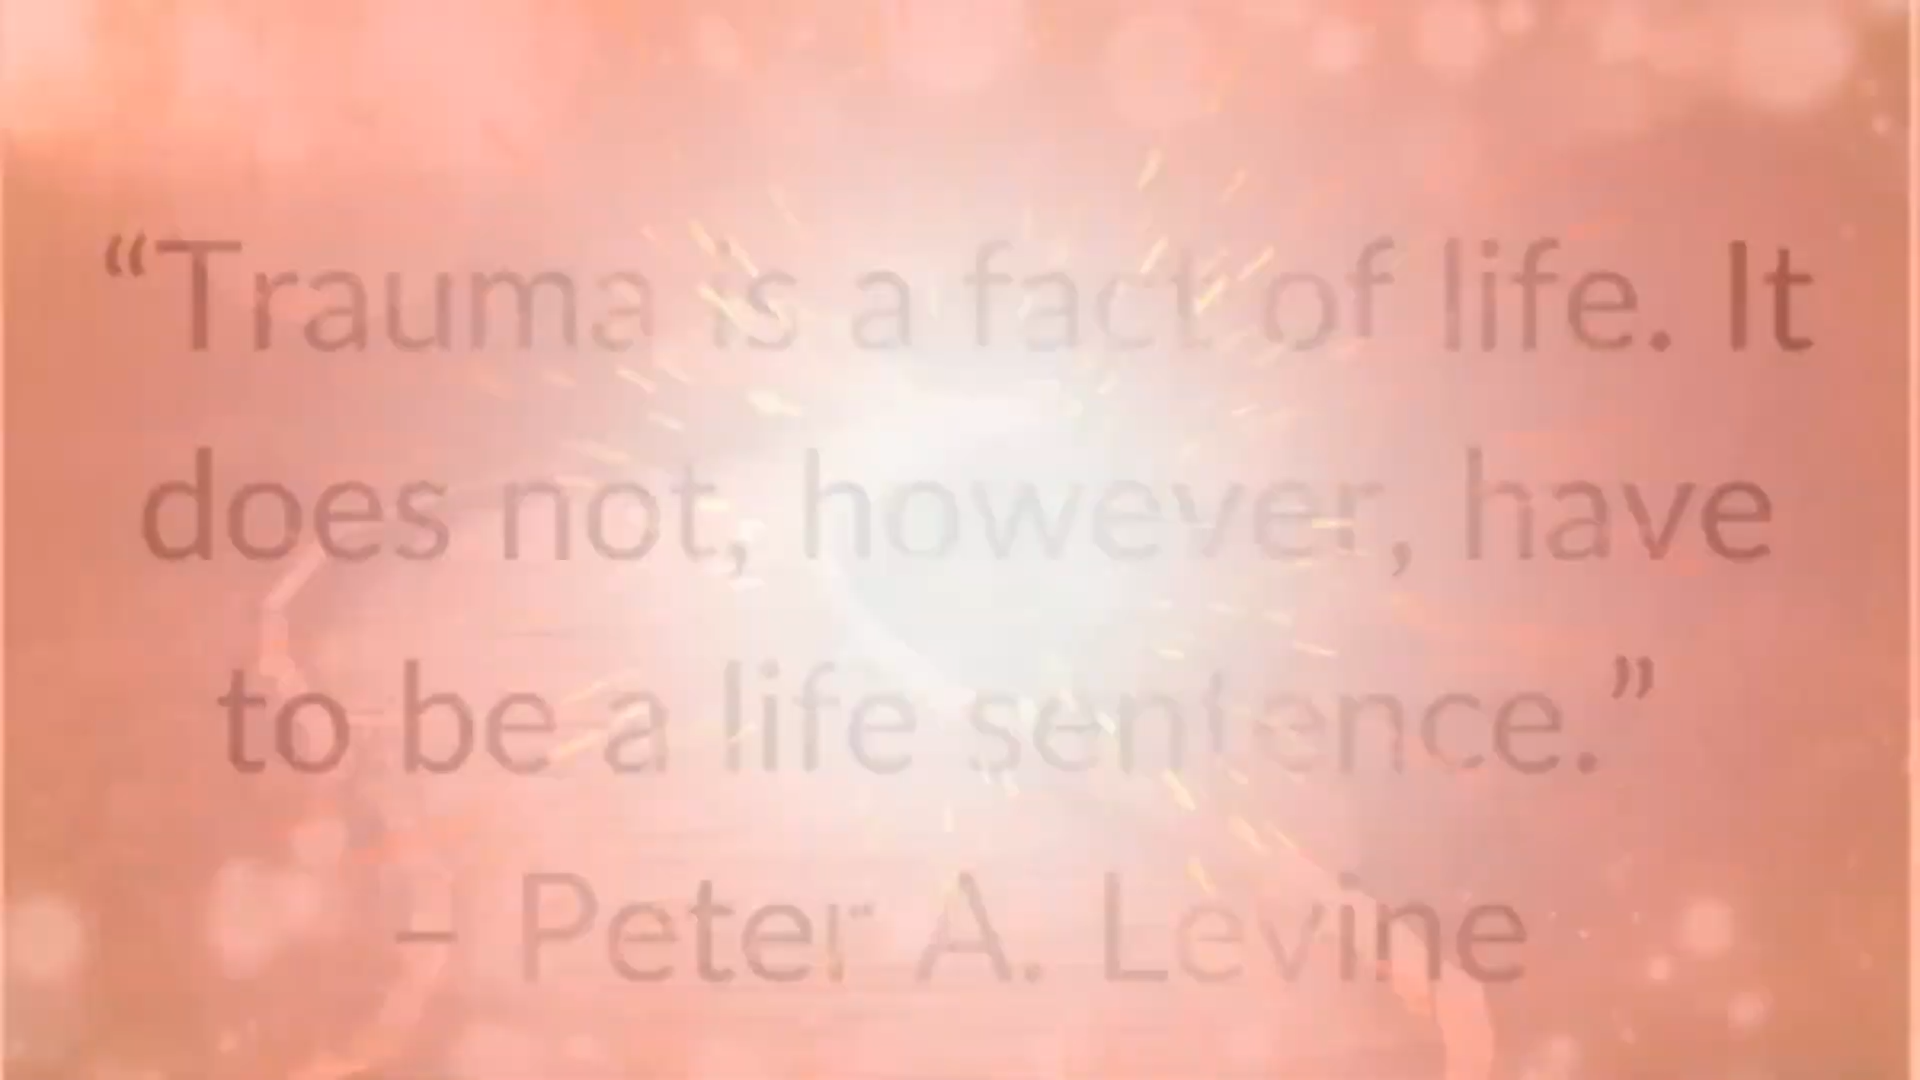 “Trauma is a fact of life. It
does not, however, have
to be a life sentence.”
– Peter A. Levine